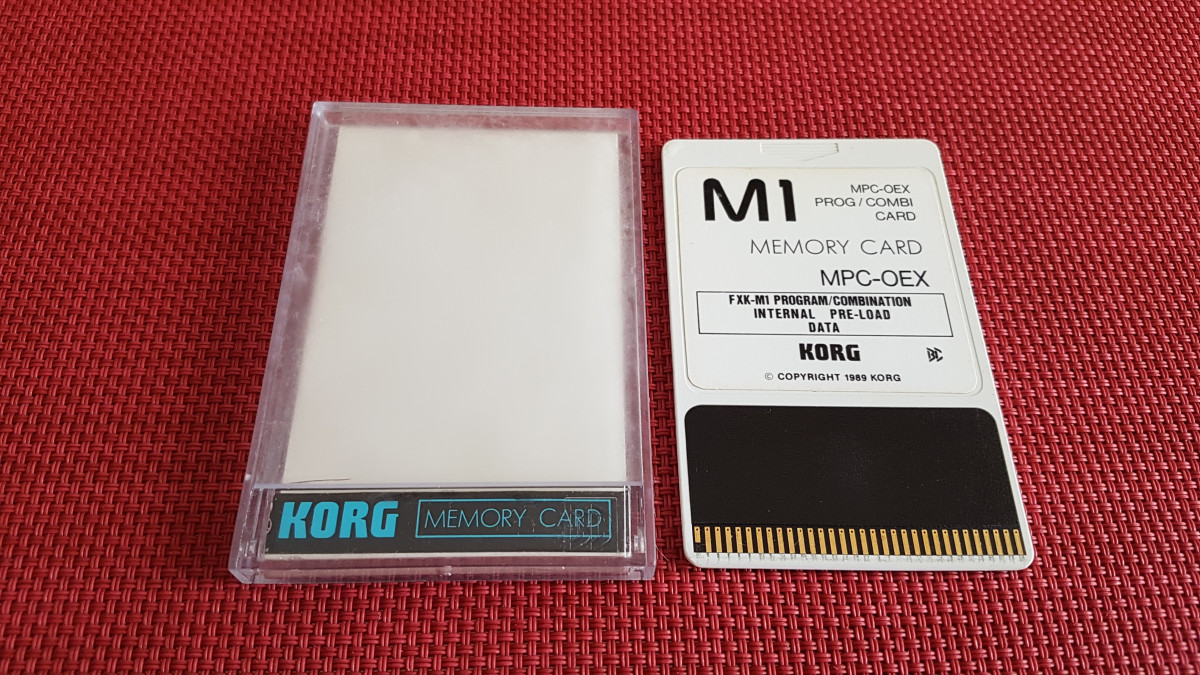 KORG MEMORY CARD
M1
MPC-OEX
PROG / COMBI
CARD
MEMORY CARD
MPC-OEX
FXK-M1 PROGRAM/COMBINATION
INTERNAL PRE-LOAD
DATA
KORG
© COPYRIGHT 1989 KORG